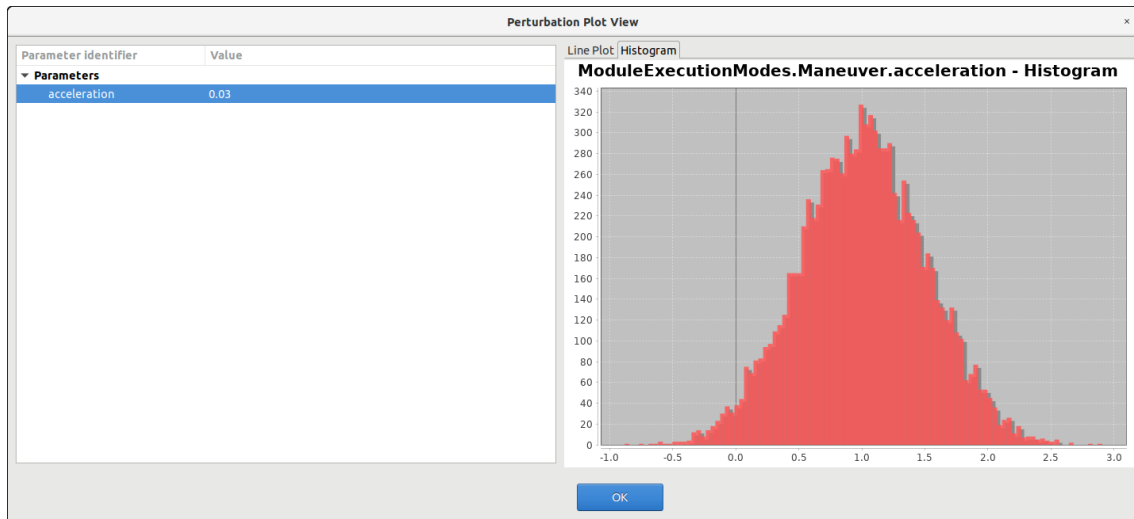 Perturbation Plot View
×
Parameter identifier Value
Parameters
acceleration 0.03
Line Plot Histogram
ModuleExecutionModes.Maneuver.acceleration - Histogram
340
320
300
280
260
240
220
200
180
160
140
120
100
80
60
40
20
0
-1.0 -0.5 0.0 0.5 1.0 1.5 2.0 2.5 3.0
OK